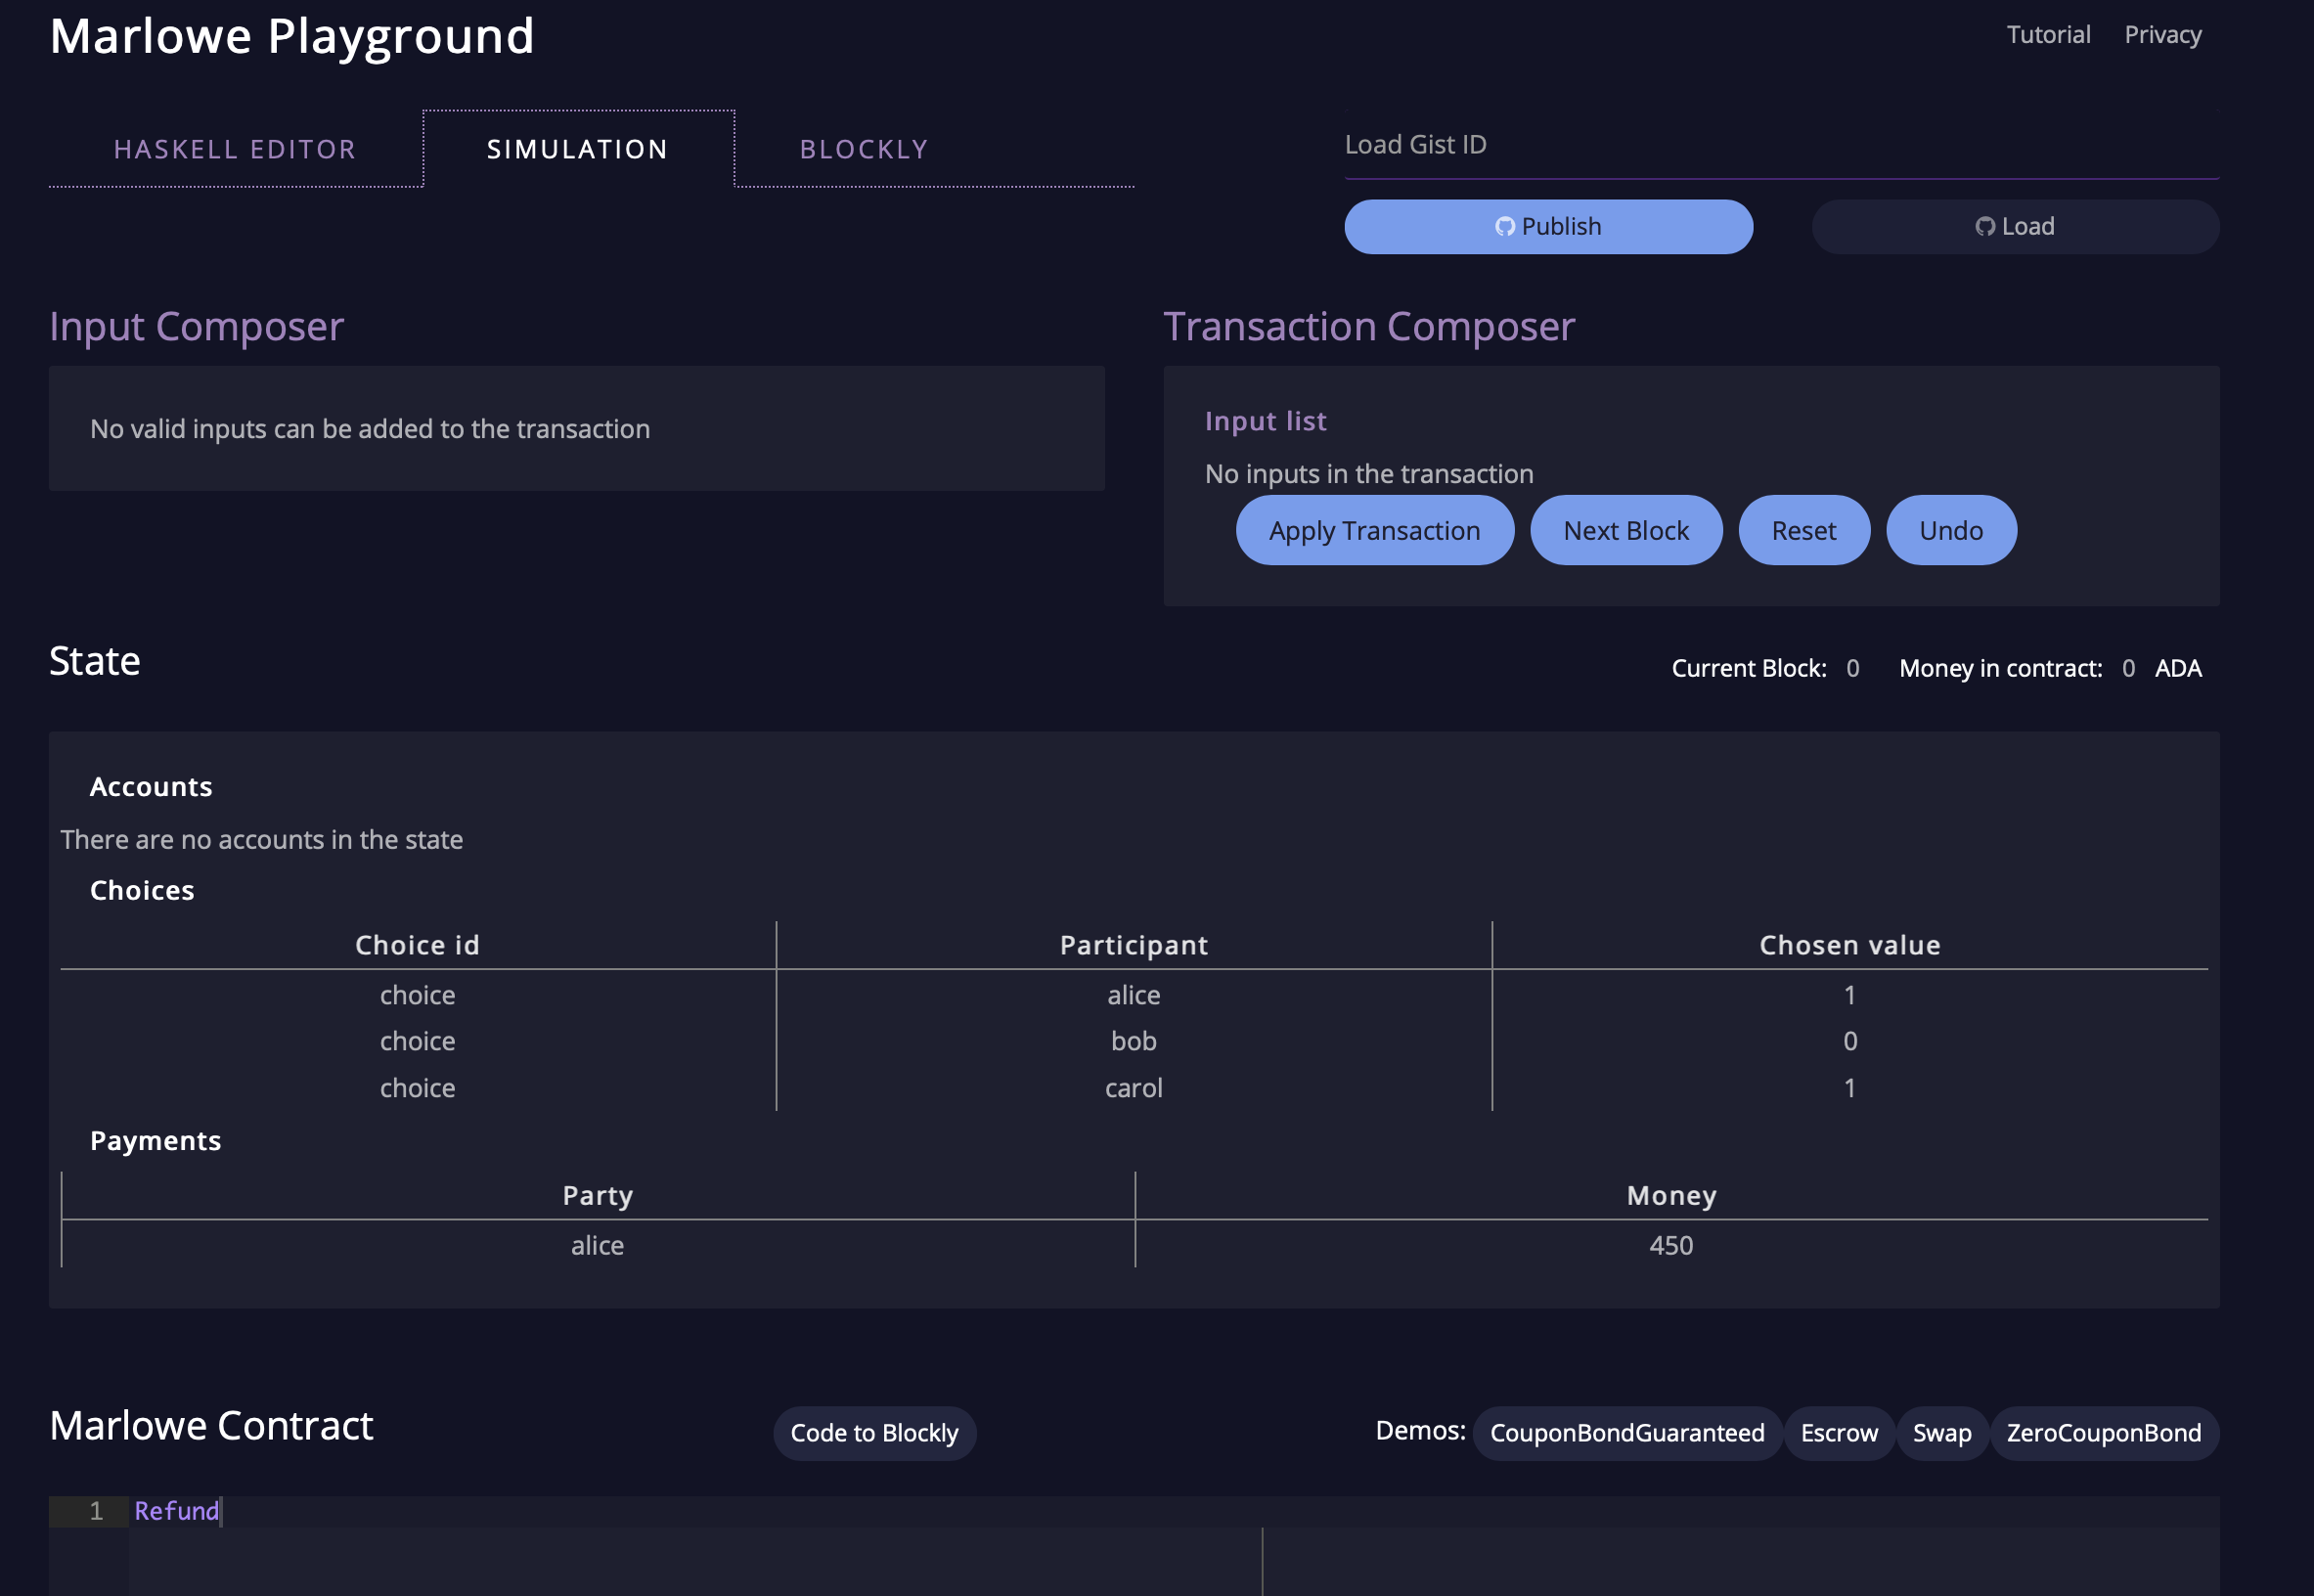 Marlowe Playground
Tutorial Privacy
HASKELL EDITOR SIMULATION BLOCKLY
Load Gist ID
Publish Load
Input Composer
No valid inputs can be added to the transaction
Transaction Composer
Input list
No inputs in the transaction
Apply Transaction Next Block Reset Undo
State
Current Block: 0 Money in contract: 0 ADA
Accounts
There are no accounts in the state
Choices
Choice id Participant Chosen value
choice alice 1
choice bob 0
choice carol 1
Payments
Party Money
alice 450
Marlowe Contract
Code to Blockly
Demos: CouponBondGuaranteed Escrow Swap ZeroCouponBond
1 Refund